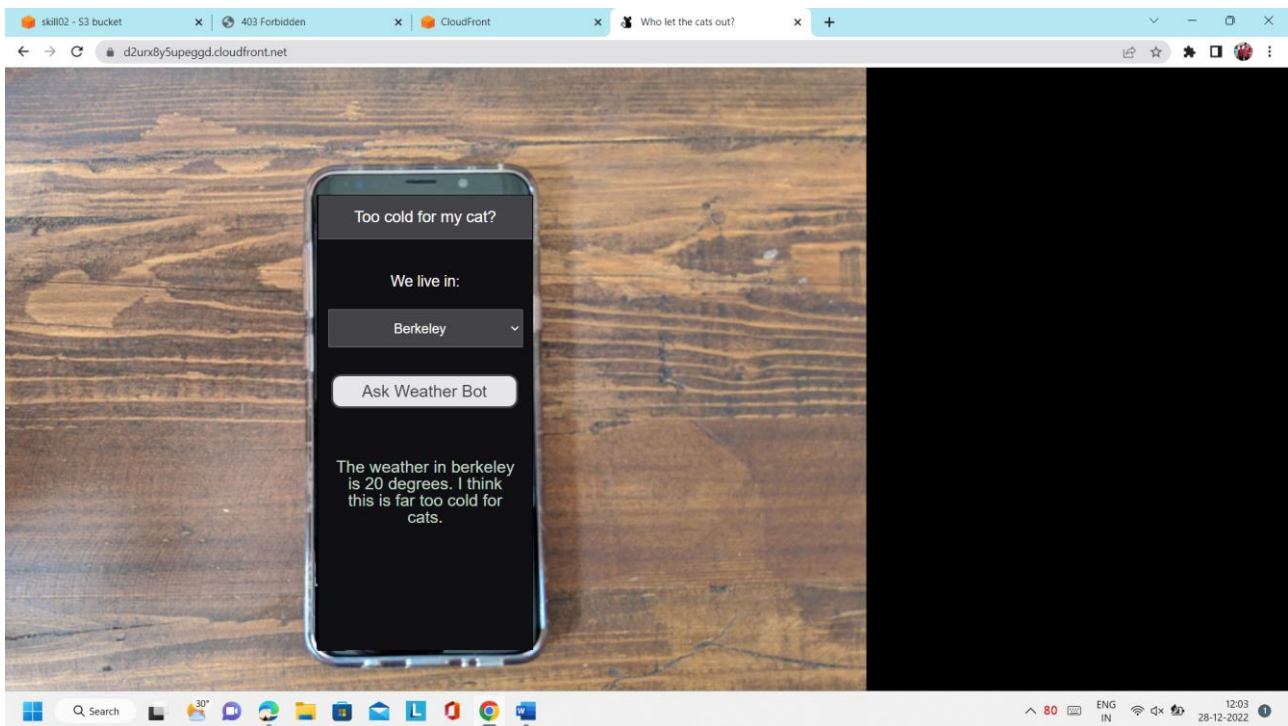 skill02 - S3 bucket
403 Forbidden
CloudFront
Who let the cats out?
d2urx8y5upeggd.cloudfront.net
Too cold for my cat?
We live in:
Berkeley
Ask Weather Bot
The weather in berkeley
is 20 degrees. I think
this is far too cold for
cats.
30°
Search
80
ENG
IN
12:03
28-12-2022
1